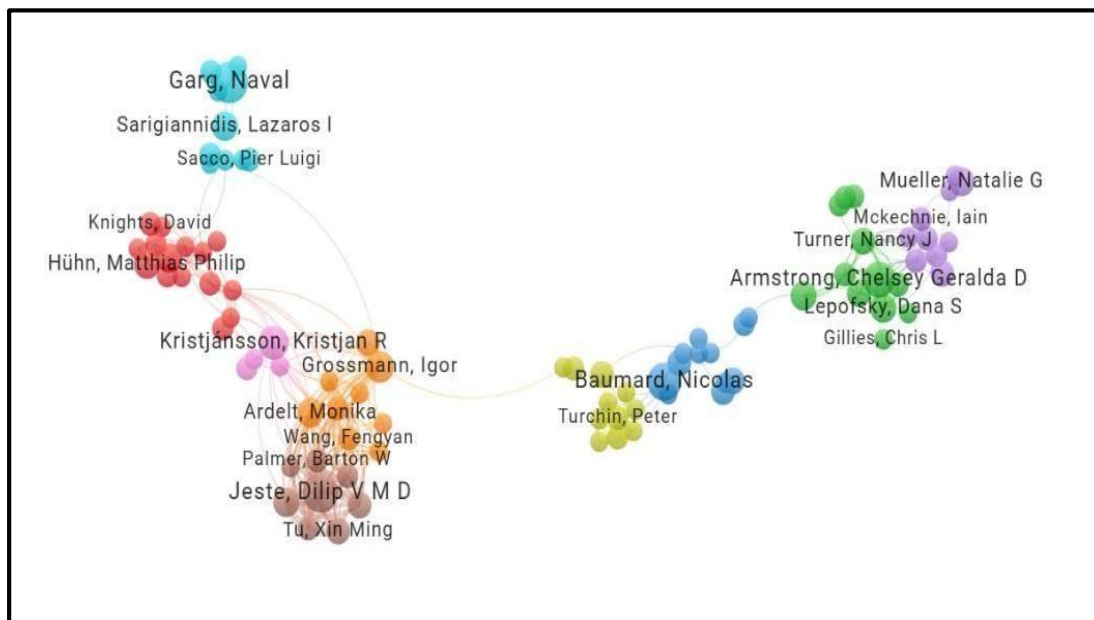 Garg, Naval
Sarigiannidis, Lazaros I
Sacco, Pier Luigi
Knights, David
Hühn, Matthias Philip
Kristjánsson, Kristjan R
Grossmann, Igor
Ardelt, Monika
Wang, Fengyan
Palmer, Barton W
Jeste, Dilip V M D
Tu, Xin Ming
Baumard, Nicolas
Turchin, Peter
Mueller, Natalie G
Mckechnie, Iain
Turner, Nancy J
Armstrong, Chelsey Geralda D
Lepofsky, Dana S
Gillies, Chris L